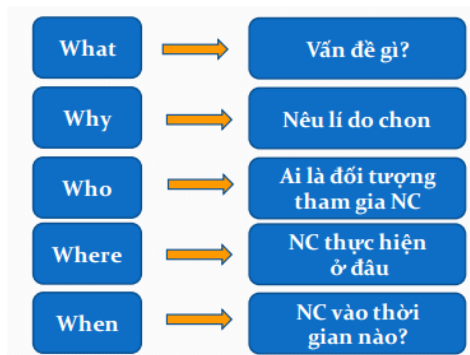 What
Vấn đề gì?
Why
Nêu lí do chon
Who
Ai là đối tượng
tham gia NC
Where
NC thực hiện
ở đâu
When
NC vào thời
gian nào?